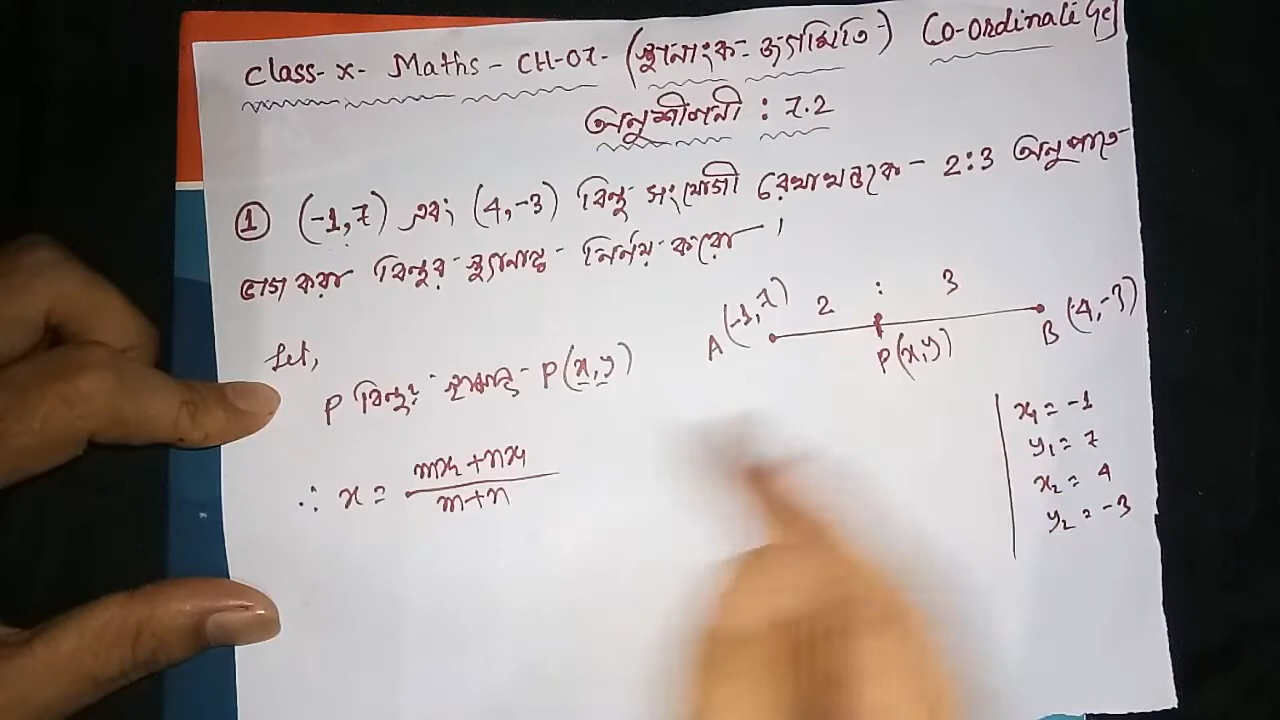 Class- X- Maths - CH-07- (স্থানাংক- জ্যামিতি) Co-Ordinate Ge
অনুশীলনী : 7.2
① (-1,7) এবং (4,-3) বিন্দু সংযোগী রেখাখণ্ডকে - 2:3 অনুপাতে
ভাগ করা বিন্দুর স্থানাঙ্ক নির্ণয় করো।
2 : 3
A (-1,7)
B (4,-3)
P(x,y)
Let,
P বিন্দুর স্থানাঙ্ক P(x,y)
∴ x = mx₂+nx₁
m+n
x₁ = -1
y₁ = 7
x₂ = 4
y₂ = -3